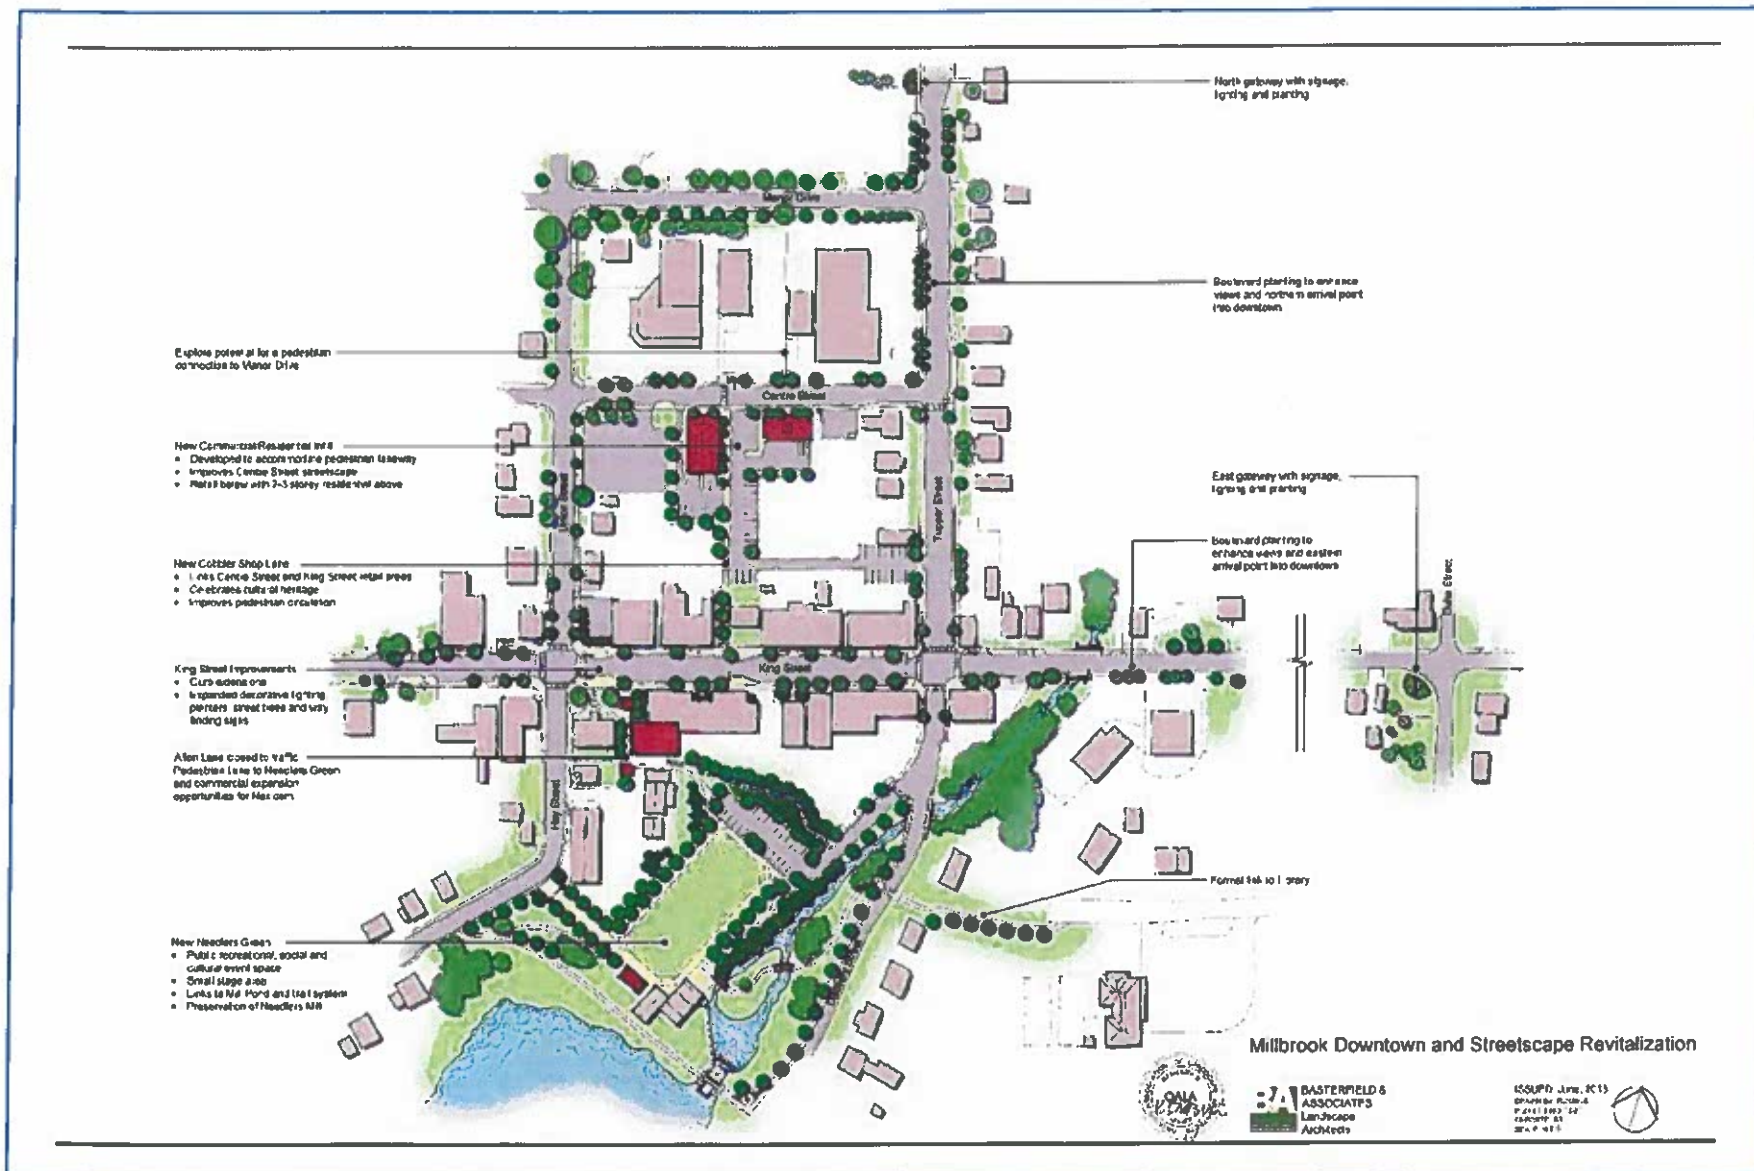 North gateway with signage,
lighting and planting
Manor Drive
Boulevard planting to enhance
views and northern arrival point
into downtown
Explore potential for a pedestrian
connection to Manor Drive
Centre Street
New Commercial/Residential Infill
• Developed to accommodate pedestrian laneway
• Improves Centre Street streetscape
• Retail below with 2-3 storey residential above
East gateway with signage,
lighting and planting
Union Street
Tupper Street
Boulevard planting to
enhance views and eastern
arrival point into downtown
New Cobbler Shop Lane
• Links Centre Street and King Street retail areas
• Celebrates cultural heritage
• Improves pedestrian circulation
Duke Street
King Street Improvements
• Curb extensions
• Expanded decorative lighting,
planters, street trees and way
finding signs
King Street
closed to traffic
Pedestrian Lane to Needlers Green
and commercial expansion
opportunities for
Hay Street
Formal link to Library
New Needlers Green
• Public recreational, social and
cultural event space
• Small stage area
• Links to Mill Pond and trail system
• Preservation of Needlers Mill
Millbrook Downtown and Streetscape Revitalization
OALA
BASTERFIELD &
ASSOCIATES
Landscape
Architects
ISSUED: June, 2013